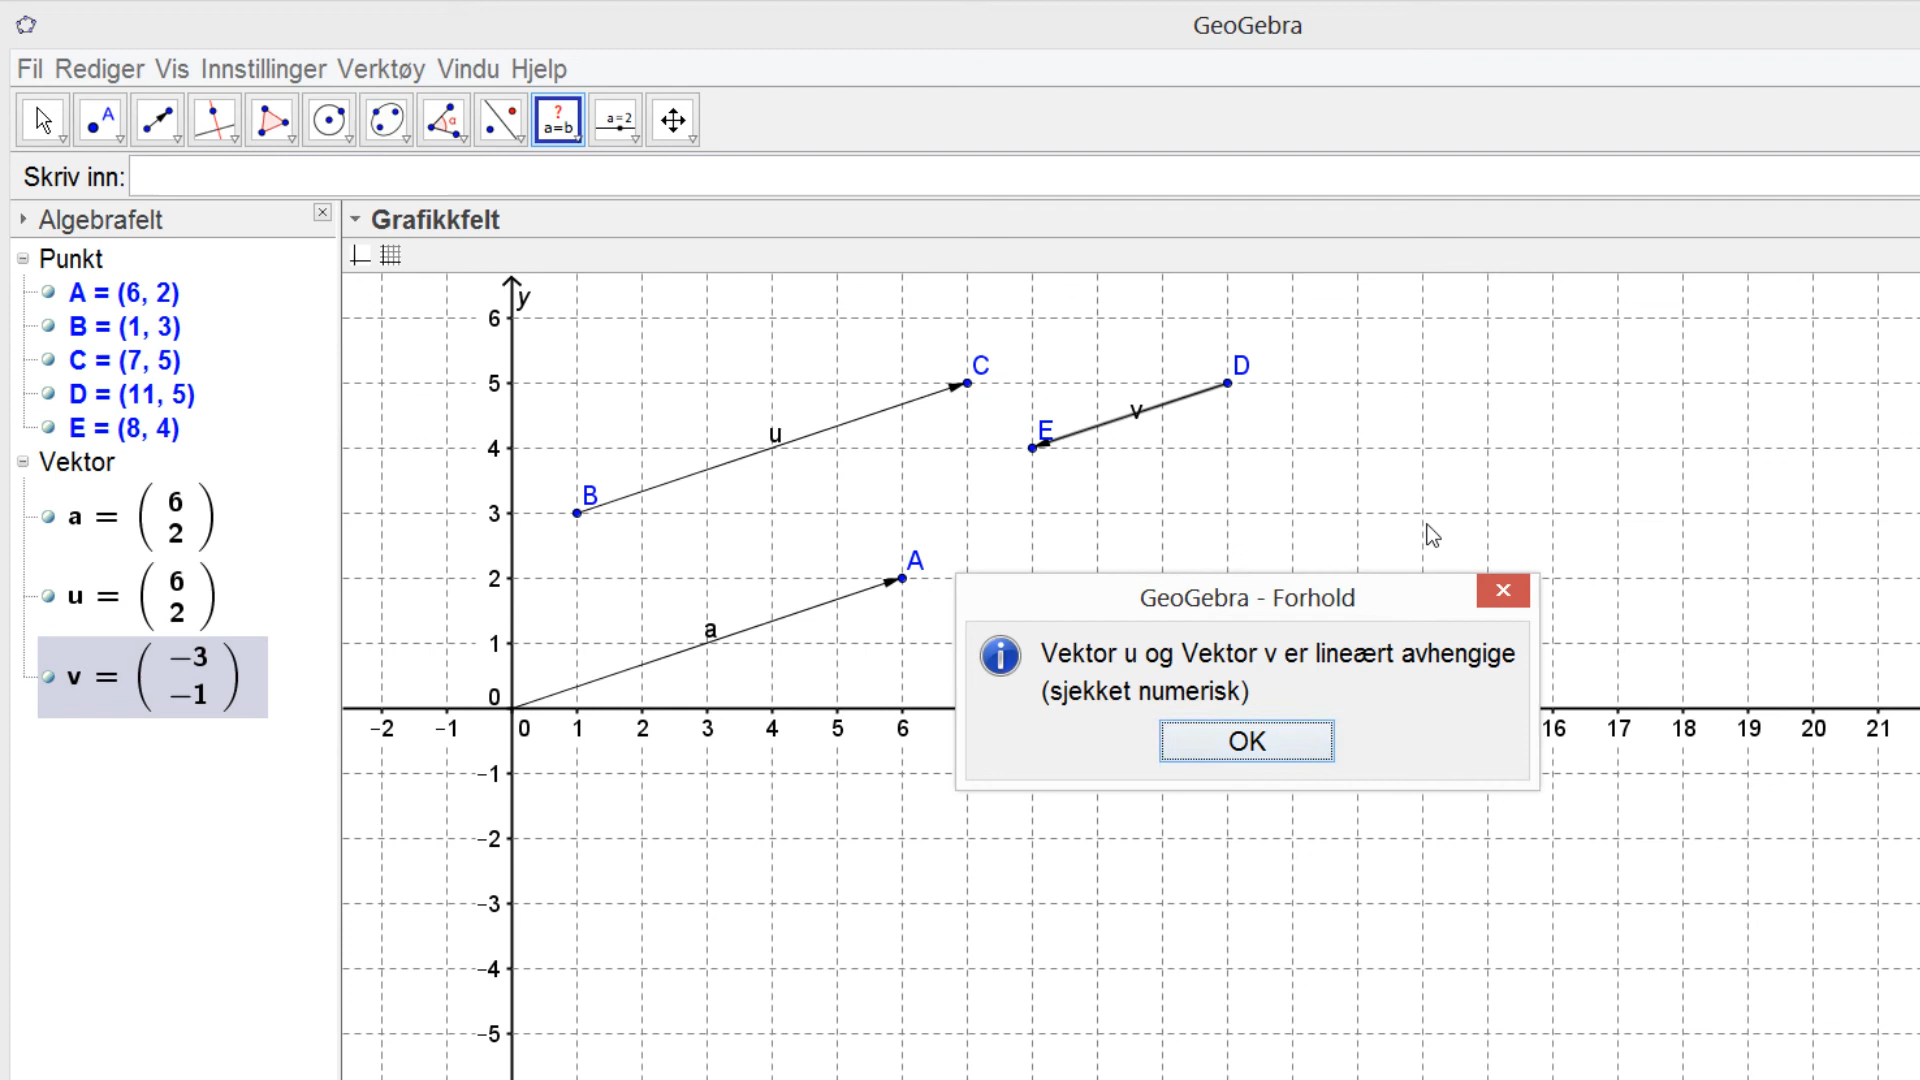 GeoGebra
Fil Rediger Vis Innstillinger Verktøy Vindu Hjelp
A α ? a=b a=2
Skriv inn:
Algebrafelt
Grafikkfelt
Punkt
A = (6, 2)
B = (1, 3)
C = (7, 5)
D = (11, 5)
E = (8, 4)
Vektor
a = ( 6
2 )
u = ( 6
2 )
v = ( −3
−1 )
y
6
C
D
5
v
E
u
4
B
3
A
2
a
1
0
−2 −1 0 1 2 3 4 5 6 16 17 18 19 20 21
−1
−2
−3
−4
−5
GeoGebra - Forhold
Vektor u og Vektor v er lineært avhengige
(sjekket numerisk)
OK